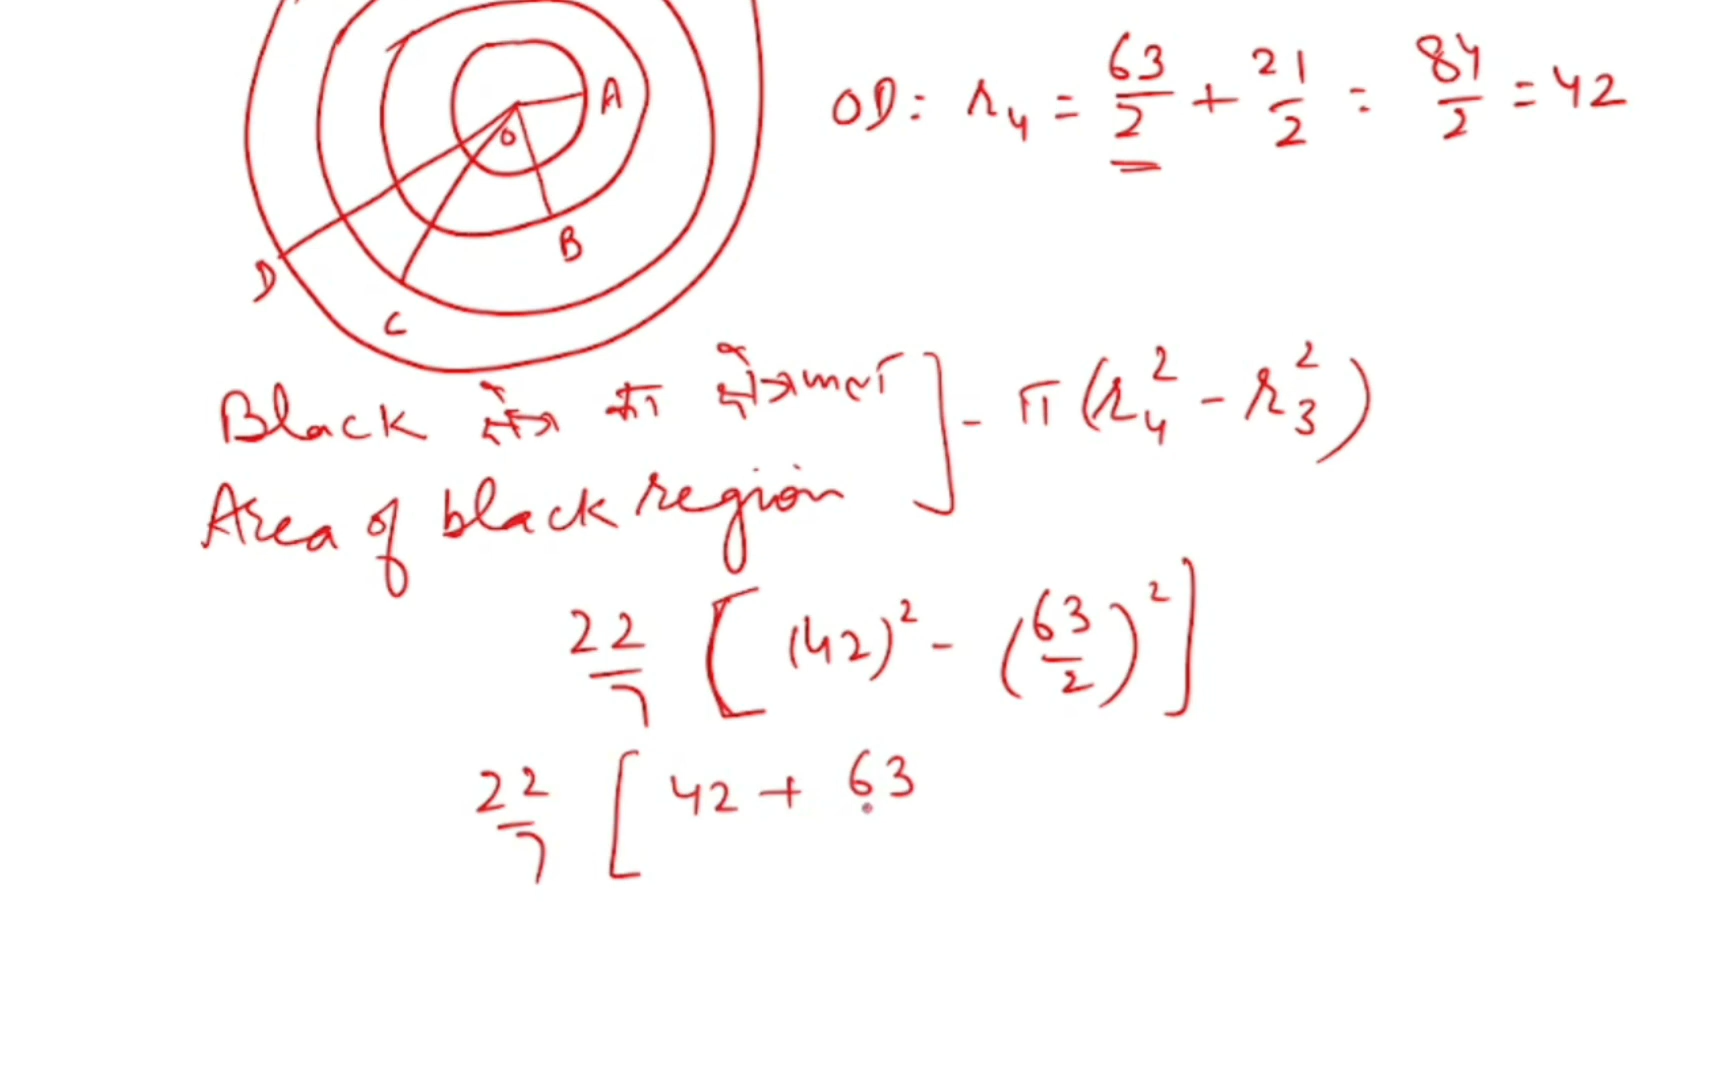 A
O
B
D
C
OD: r₄ = 63/2 + 21/2 = 84/2 = 42
Black क्षेत्र का क्षेत्रफल ] - π(r₄² - r₃²)
Area of black region
22/7 [(42)² - (63/2)²]
22/7 [42 + 63